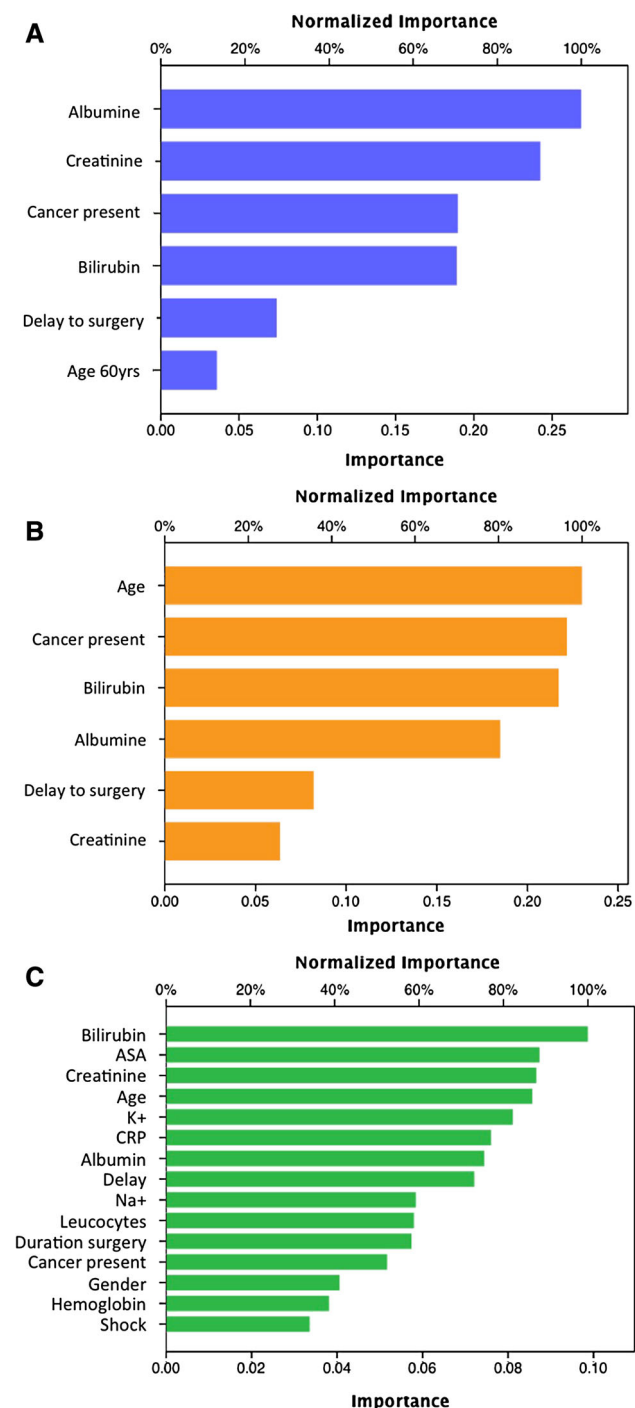 A
Normalized Importance
0% 20% 40% 60% 80% 100%
Albumine
Creatinine
Cancer present
Bilirubin
Delay to surgery
Age 60yrs
0.00 0.05 0.10 0.15 0.20 0.25
Importance
Normalized Importance
B
0% 20% 40% 60% 80% 100%
Age
Cancer present
Bilirubin
Albumine
Delay to surgery
Creatinine
0.00 0.05 0.10 0.15 0.20 0.25
Importance
Normalized Importance
C
0% 20% 40% 60% 80% 100%
Bilirubin
ASA
Creatinine
Age
K+
CRP
Albumin
Delay
Na+
Leucocytes
Duration surgery
Cancer present
Gender
Hemoglobin
Shock
0.00 0.02 0.04 0.06 0.08 0.10
Importance